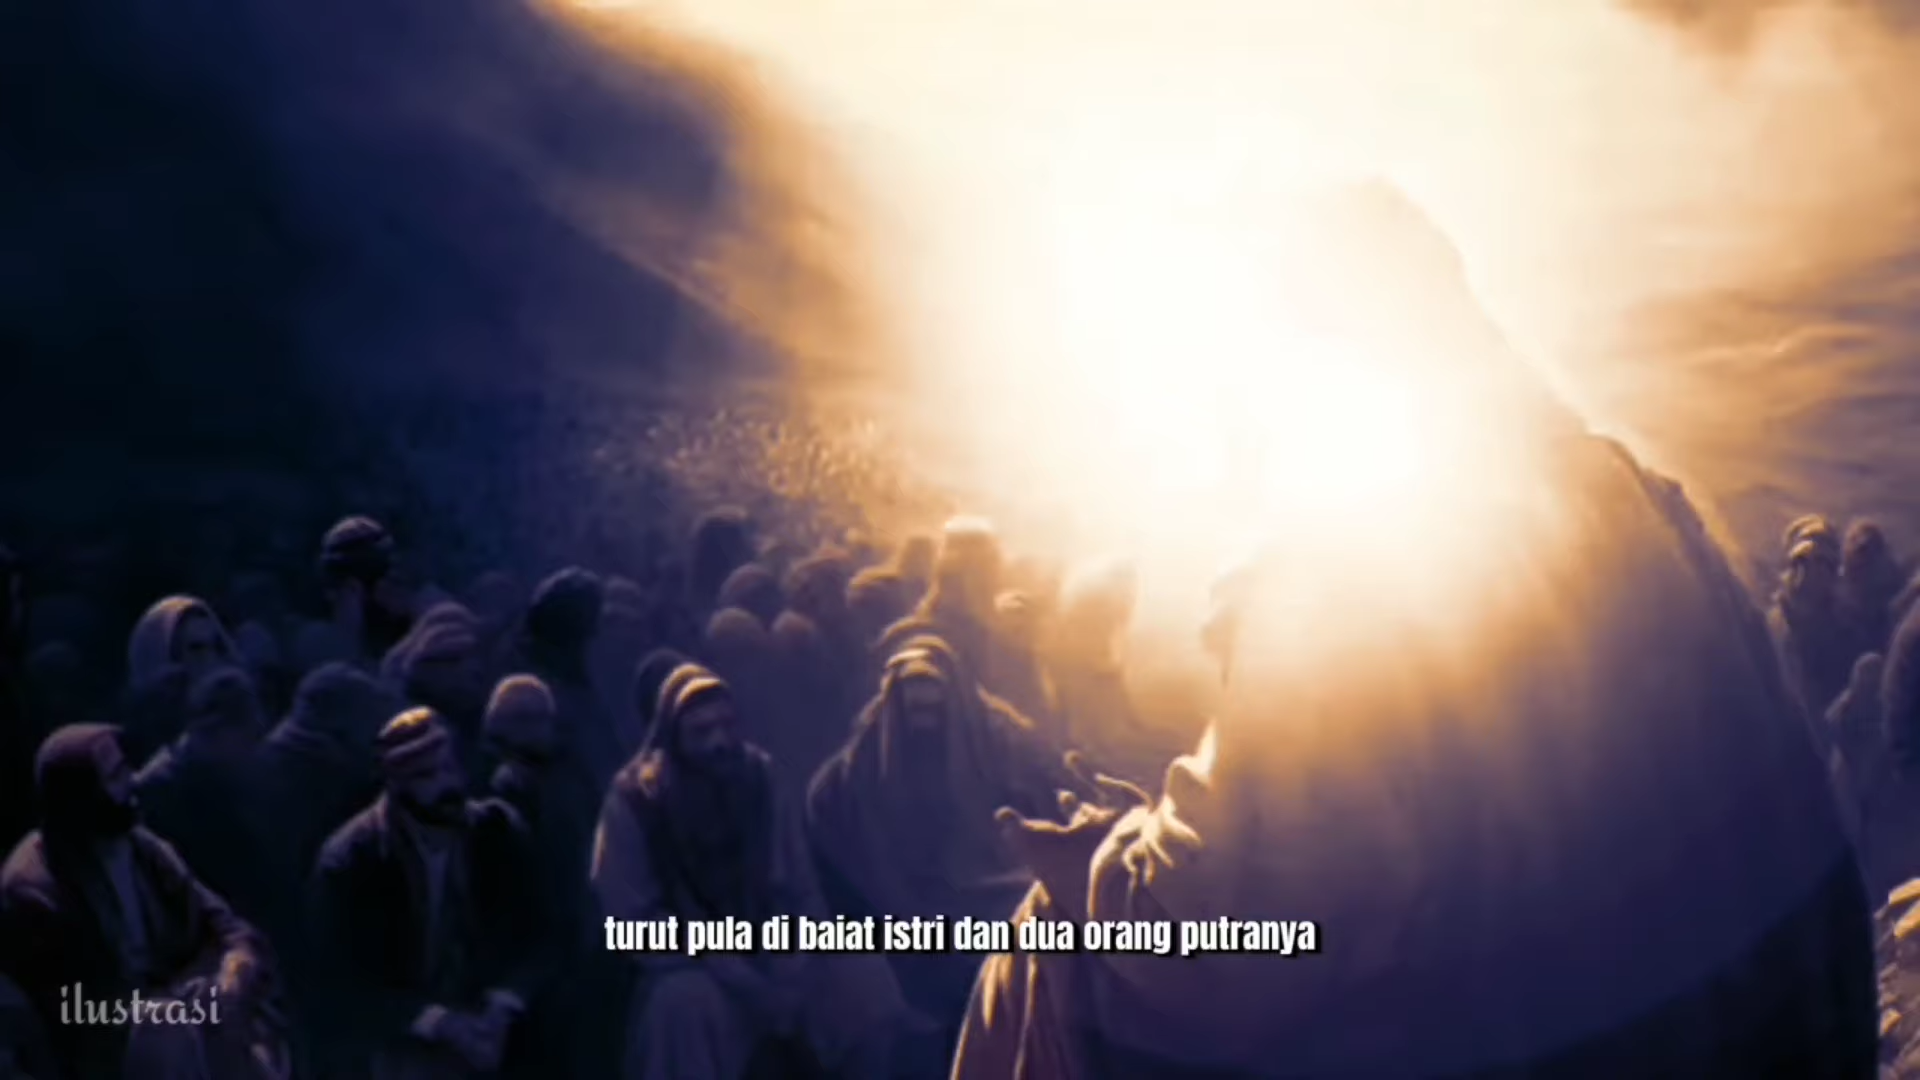 turut pula di baiat istri dan dua orang putranya
ilustrasi